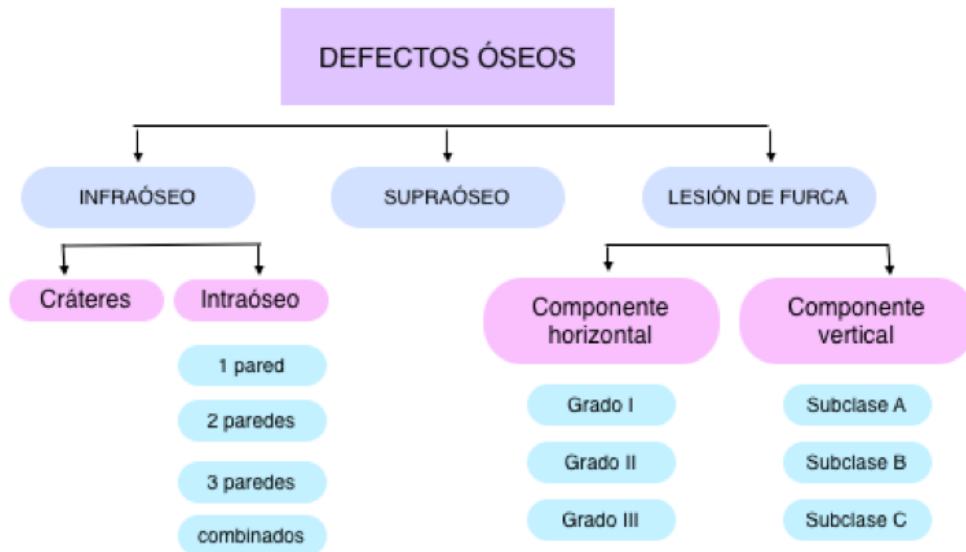 DEFECTOS ÓSEOS
INFRAÓSEO
SUPRAÓSEO
LESIÓN DE FURCA
Cráteres
Intraóseo
1 pared
2 paredes
3 paredes
combinados
Componente
horizontal
Grado I
Grado II
Grado III
Componente
vertical
Subclase A
Subclase B
Subclase C